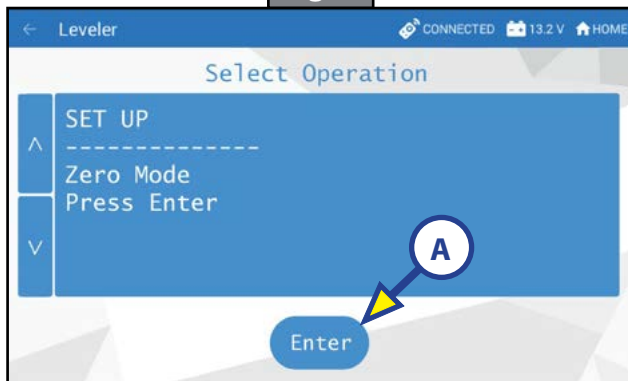 ← Leveler CONNECTED 13.2 V HOME
Select Operation
SET UP
--------------
Zero Mode
Press Enter
A
Enter